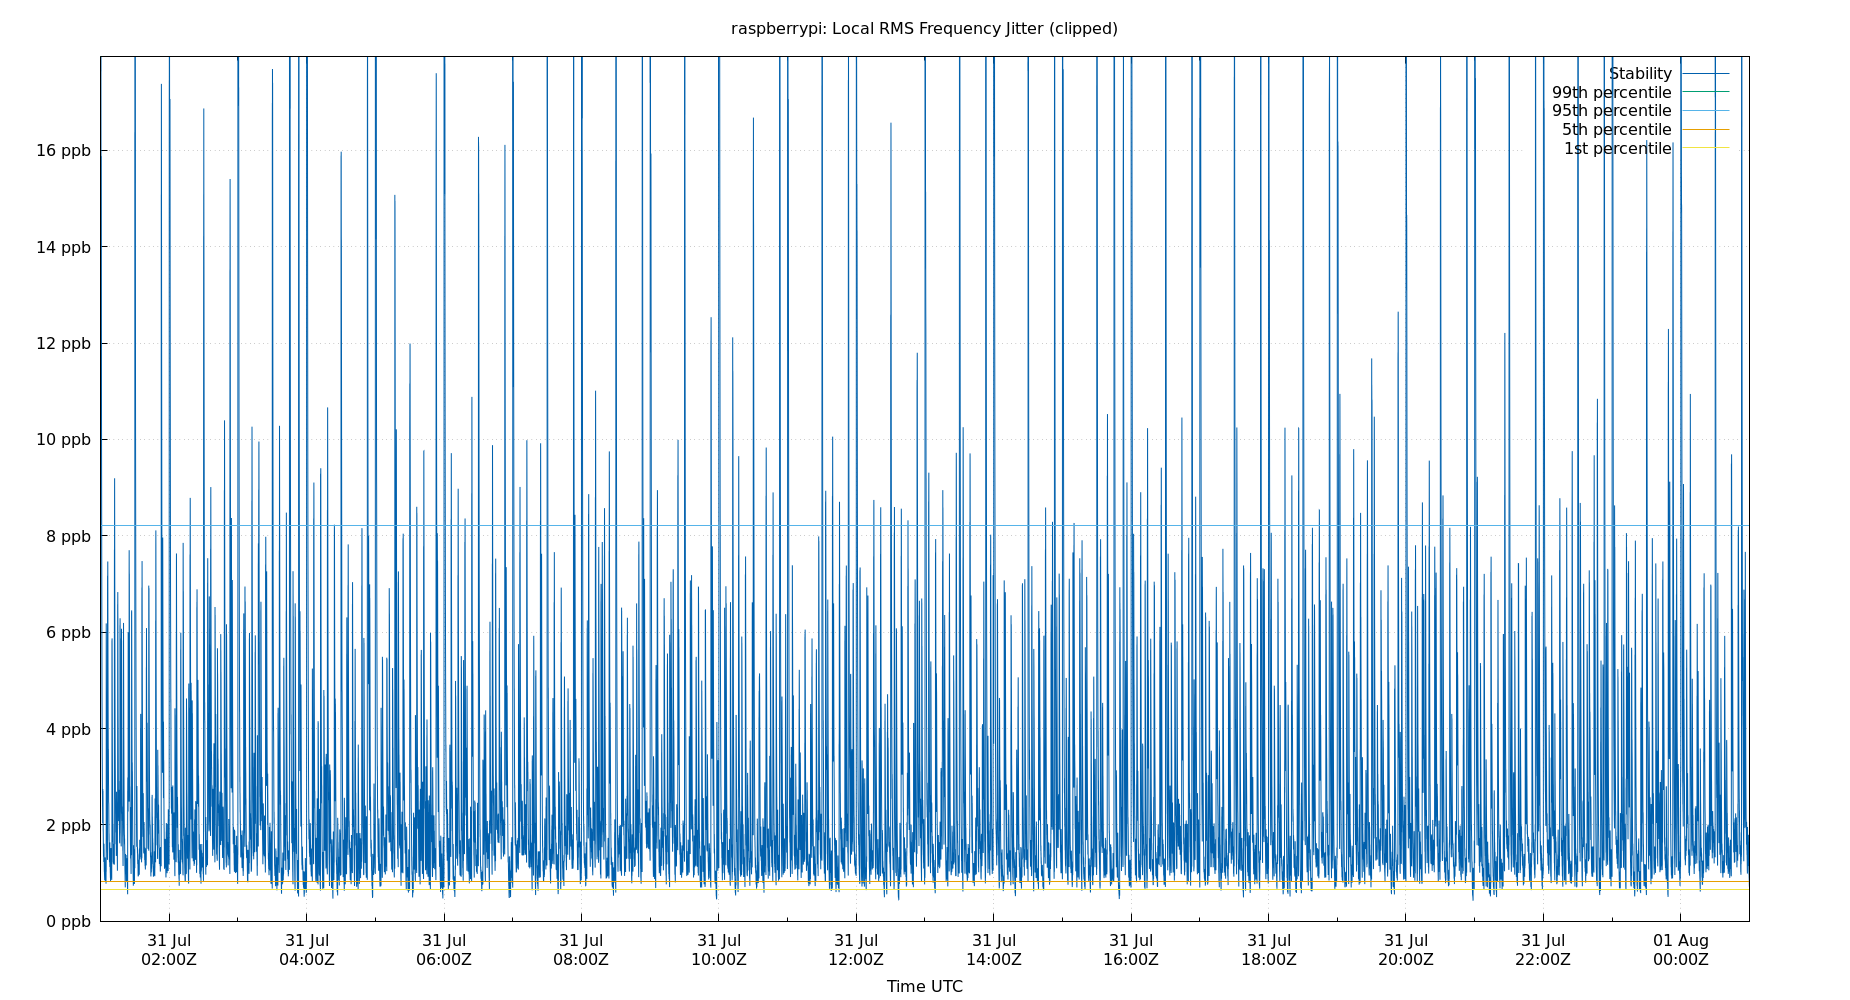 raspberrypi: Local RMS Frequency Jitter (clipped)
Stability
99th percentile
95th percentile
5th percentile
1st percentile
16 ppb
14 ppb
12 ppb
10 ppb
8 ppb
6 ppb
4 ppb
2 ppb
0 ppb
31 Jul 31 Jul 31 Jul 31 Jul 31 Jul 31 Jul 31 Jul 31 Jul 31 Jul 31 Jul 31 Jul 01 Aug
02:00Z 04:00Z 06:00Z 08:00Z 10:00Z 12:00Z 14:00Z 16:00Z 18:00Z 20:00Z 22:00Z 00:00Z
Time UTC